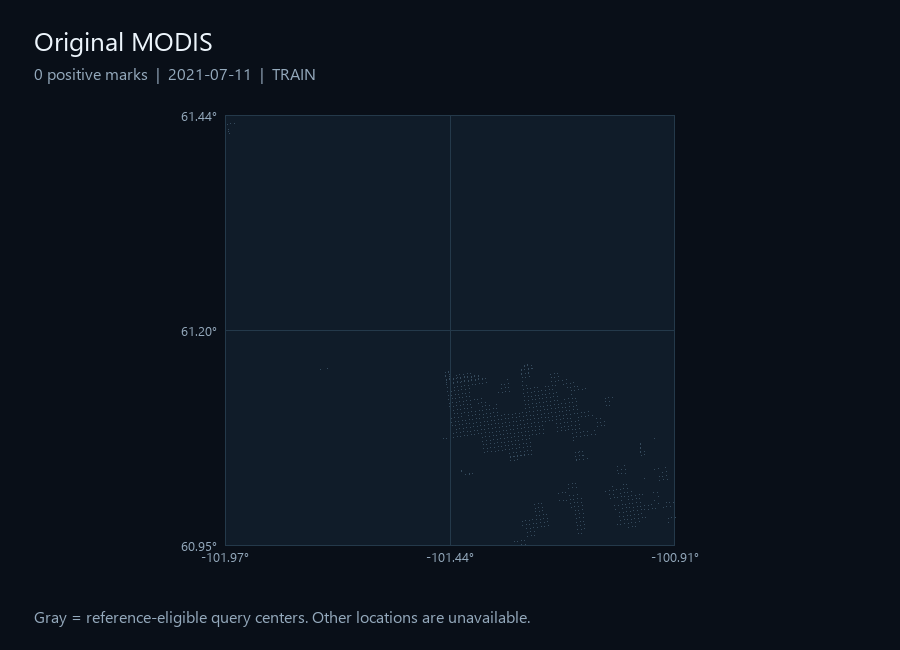 Original MODIS
0 positive marks | 2021-07-11 | TRAIN
61.44°
61.20°
60.95°
-101.97° -101.44° -100.91°
Gray = reference-eligible query centers. Other locations are unavailable.